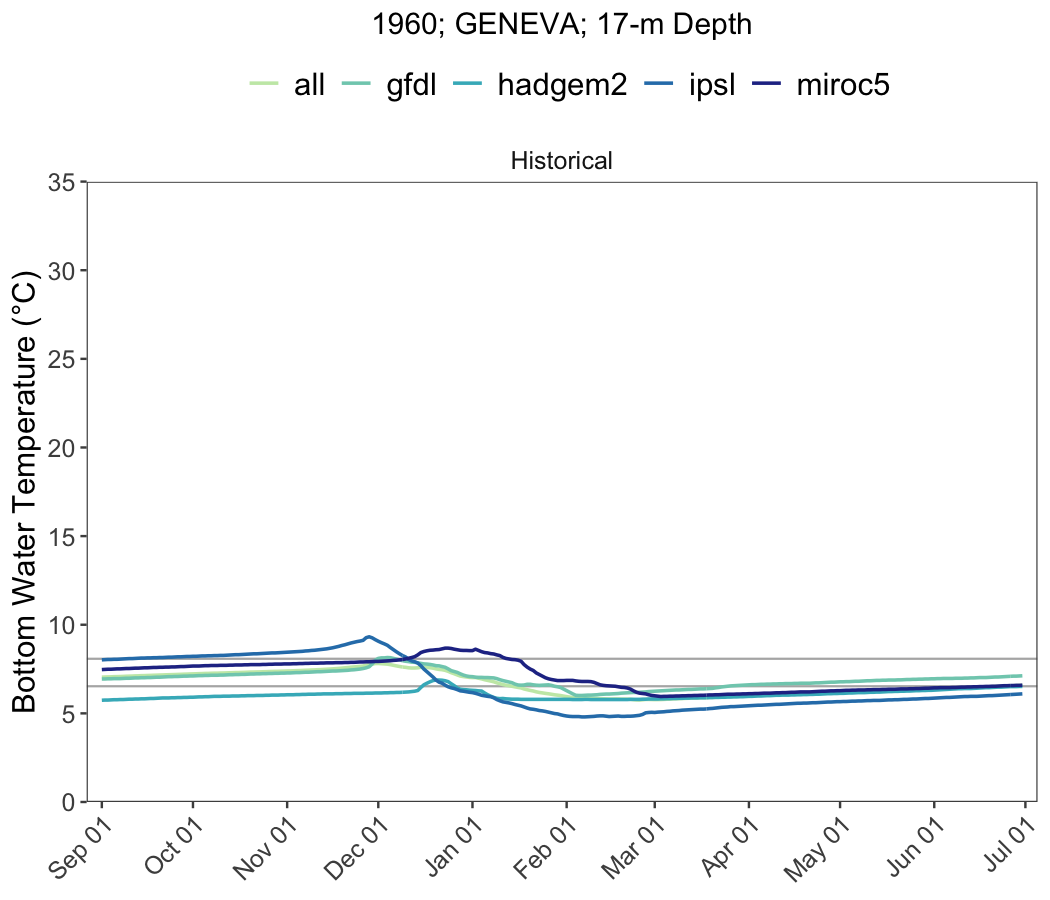 1960; GENEVA; 17-m Depth
all gfdl hadgem2 ipsl miroc5
Historical
Bottom Water Temperature (°C)
35
30
25
20
15
10
5
0
Sep 01 Oct 01 Nov 01 Dec 01 Jan 01 Feb 01 Mar 01 Apr 01 May 01 Jun 01 Jul 01